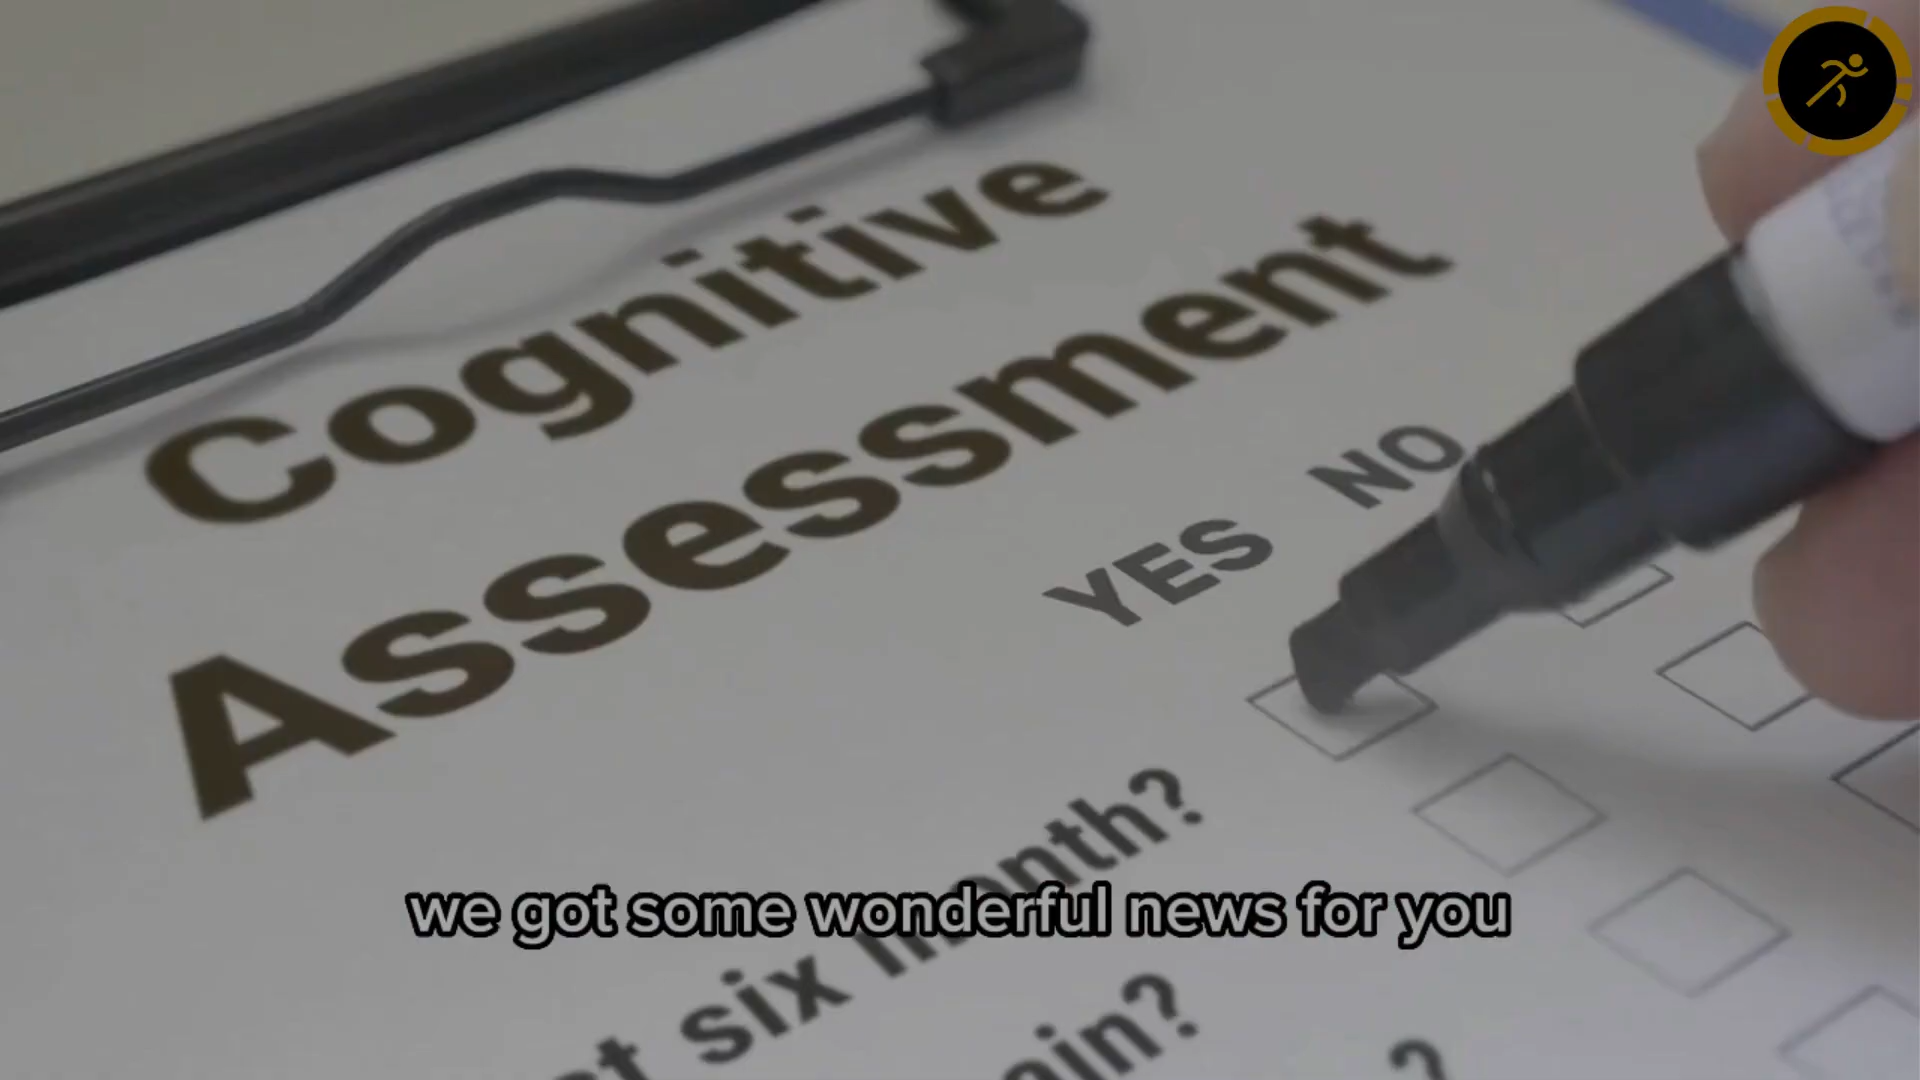 Cognitive
Assessment
YES NO
six month?
we got some wonderful news for you
?